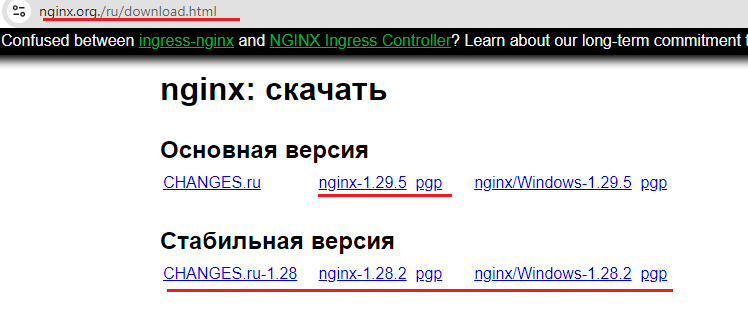 nginx.org./ru/download.html
Confused between ingress-nginx and NGINX Ingress Controller? Learn about our long-term commitment t
nginx: скачать
Основная версия
CHANGES.ru nginx-1.29.5 pgp nginx/Windows-1.29.5 pgp
Стабильная версия
CHANGES.ru-1.28 nginx-1.28.2 pgp nginx/Windows-1.28.2 pgp